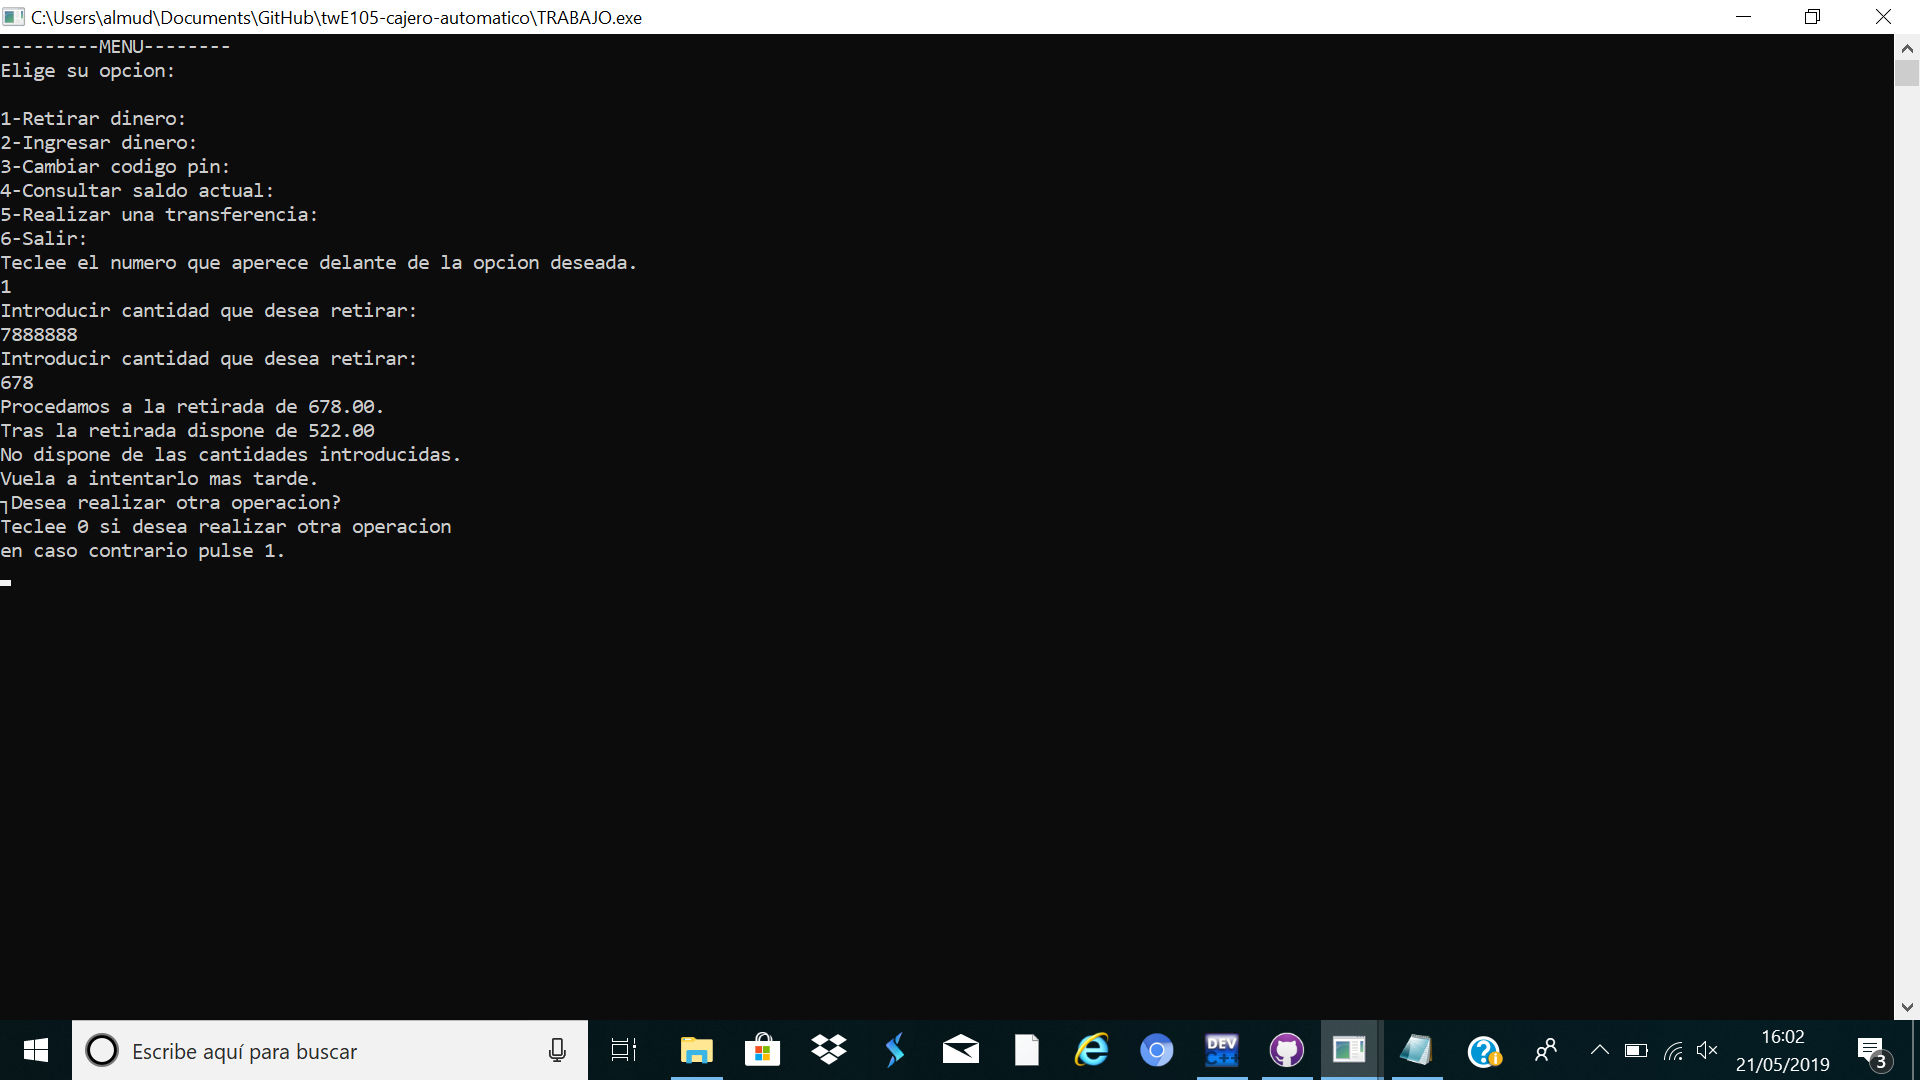 C:\Users\almud\Documents\GitHub\twE105-cajero-automatico\TRABAJO.exe
---------MENU--------
Elige su opcion:
1-Retirar dinero:
2-Ingresar dinero:
3-Cambiar codigo pin:
4-Consultar saldo actual:
5-Realizar una transferencia:
6-Salir:
Teclee el numero que aperece delante de la opcion deseada.
1
Introducir cantidad que desea retirar:
7888888
Introducir cantidad que desea retirar:
678
Procedamos a la retirada de 678.00.
Tras la retirada dispone de 522.00
No dispone de las cantidades introducidas.
Vuela a intentarlo mas tarde.
┐Desea realizar otra operacion?
Teclee 0 si desea realizar otra operacion
en caso contrario pulse 1.
Escribe aquí para buscar
DEV
C++
16:02
21/05/2019
3